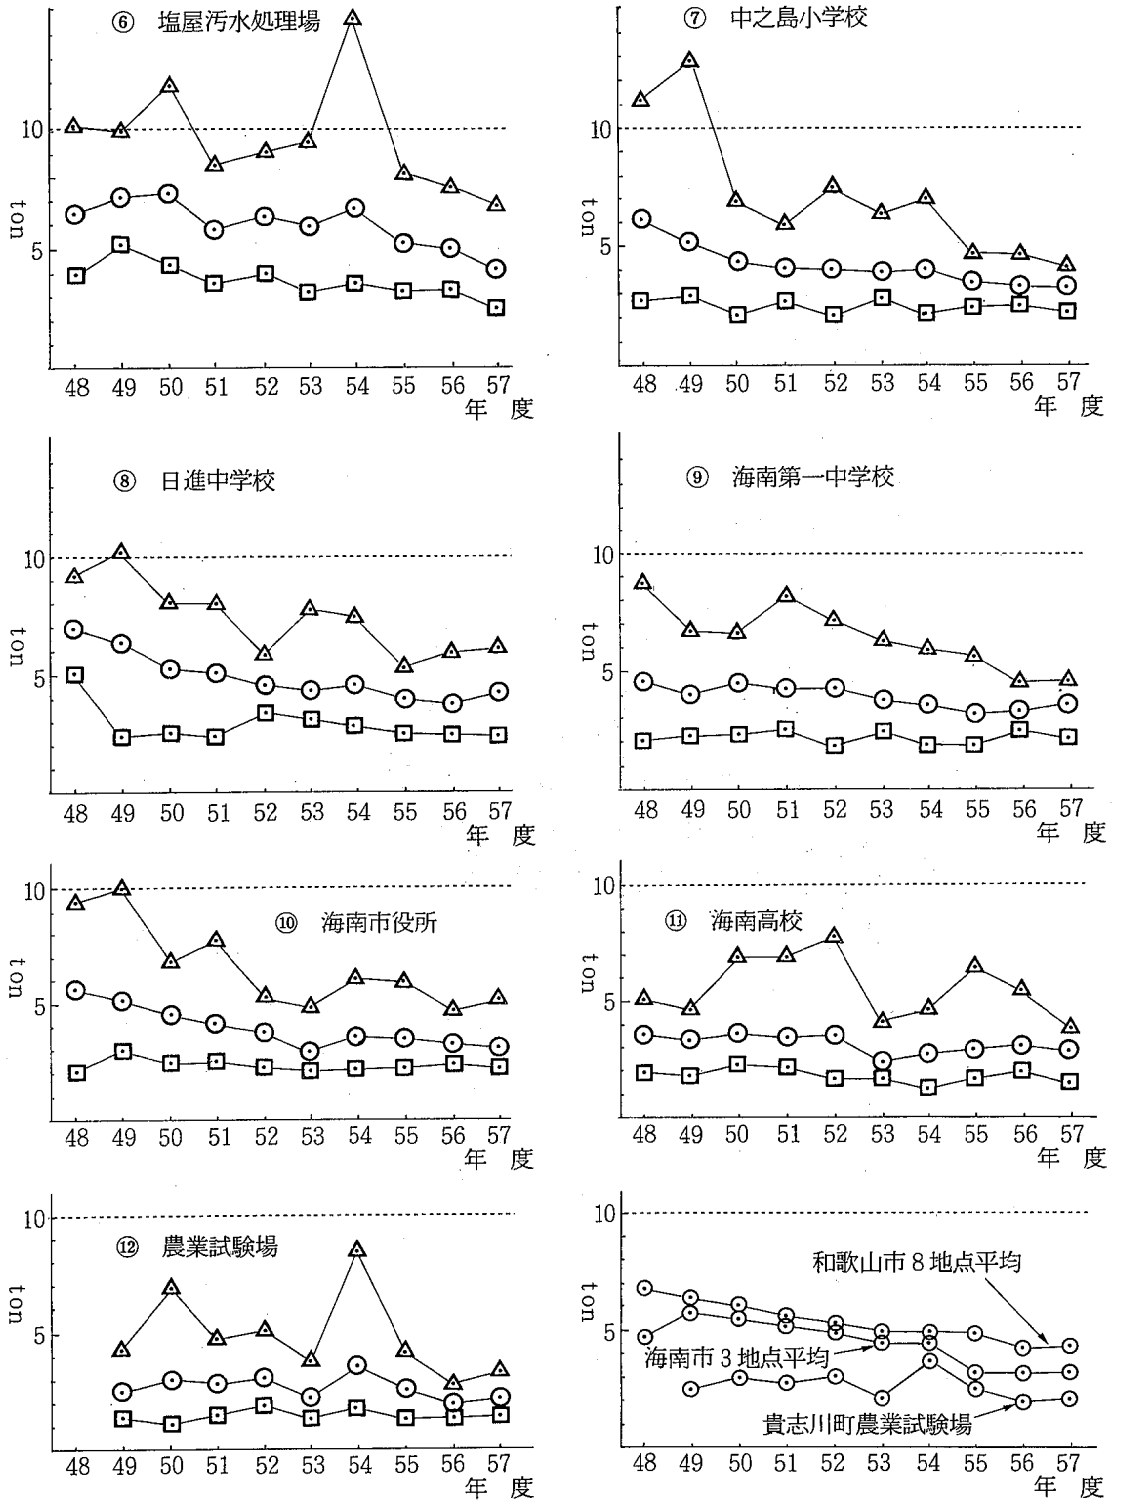 ⑥ 塩屋汚水処理場
10
5
ton
48 49 50 51 52 53 54 55 56 57
年 度
⑦ 中之島小学校
10
5
ton
48 49 50 51 52 53 54 55 56 57
年 度
⑧ 日進中学校
10
5
ton
48 49 50 51 52 53 54 55 56 57
年 度
⑨ 海南第一中学校
10
5
ton
48 49 50 51 52 53 54 55 56 57
年 度
⑩ 海南市役所
10
5
ton
48 49 50 51 52 53 54 55 56 57
年 度
⑪ 海南高校
10
5
ton
48 49 50 51 52 53 54 55 56 57
年 度
⑫ 農業試験場
10
5
ton
48 49 50 51 52 53 54 55 56 57
年 度
10
5
ton
和歌山市8地点平均
海南市3地点平均
貴志川町農業試験場
48 49 50 51 52 53 54 55 56 57
年 度